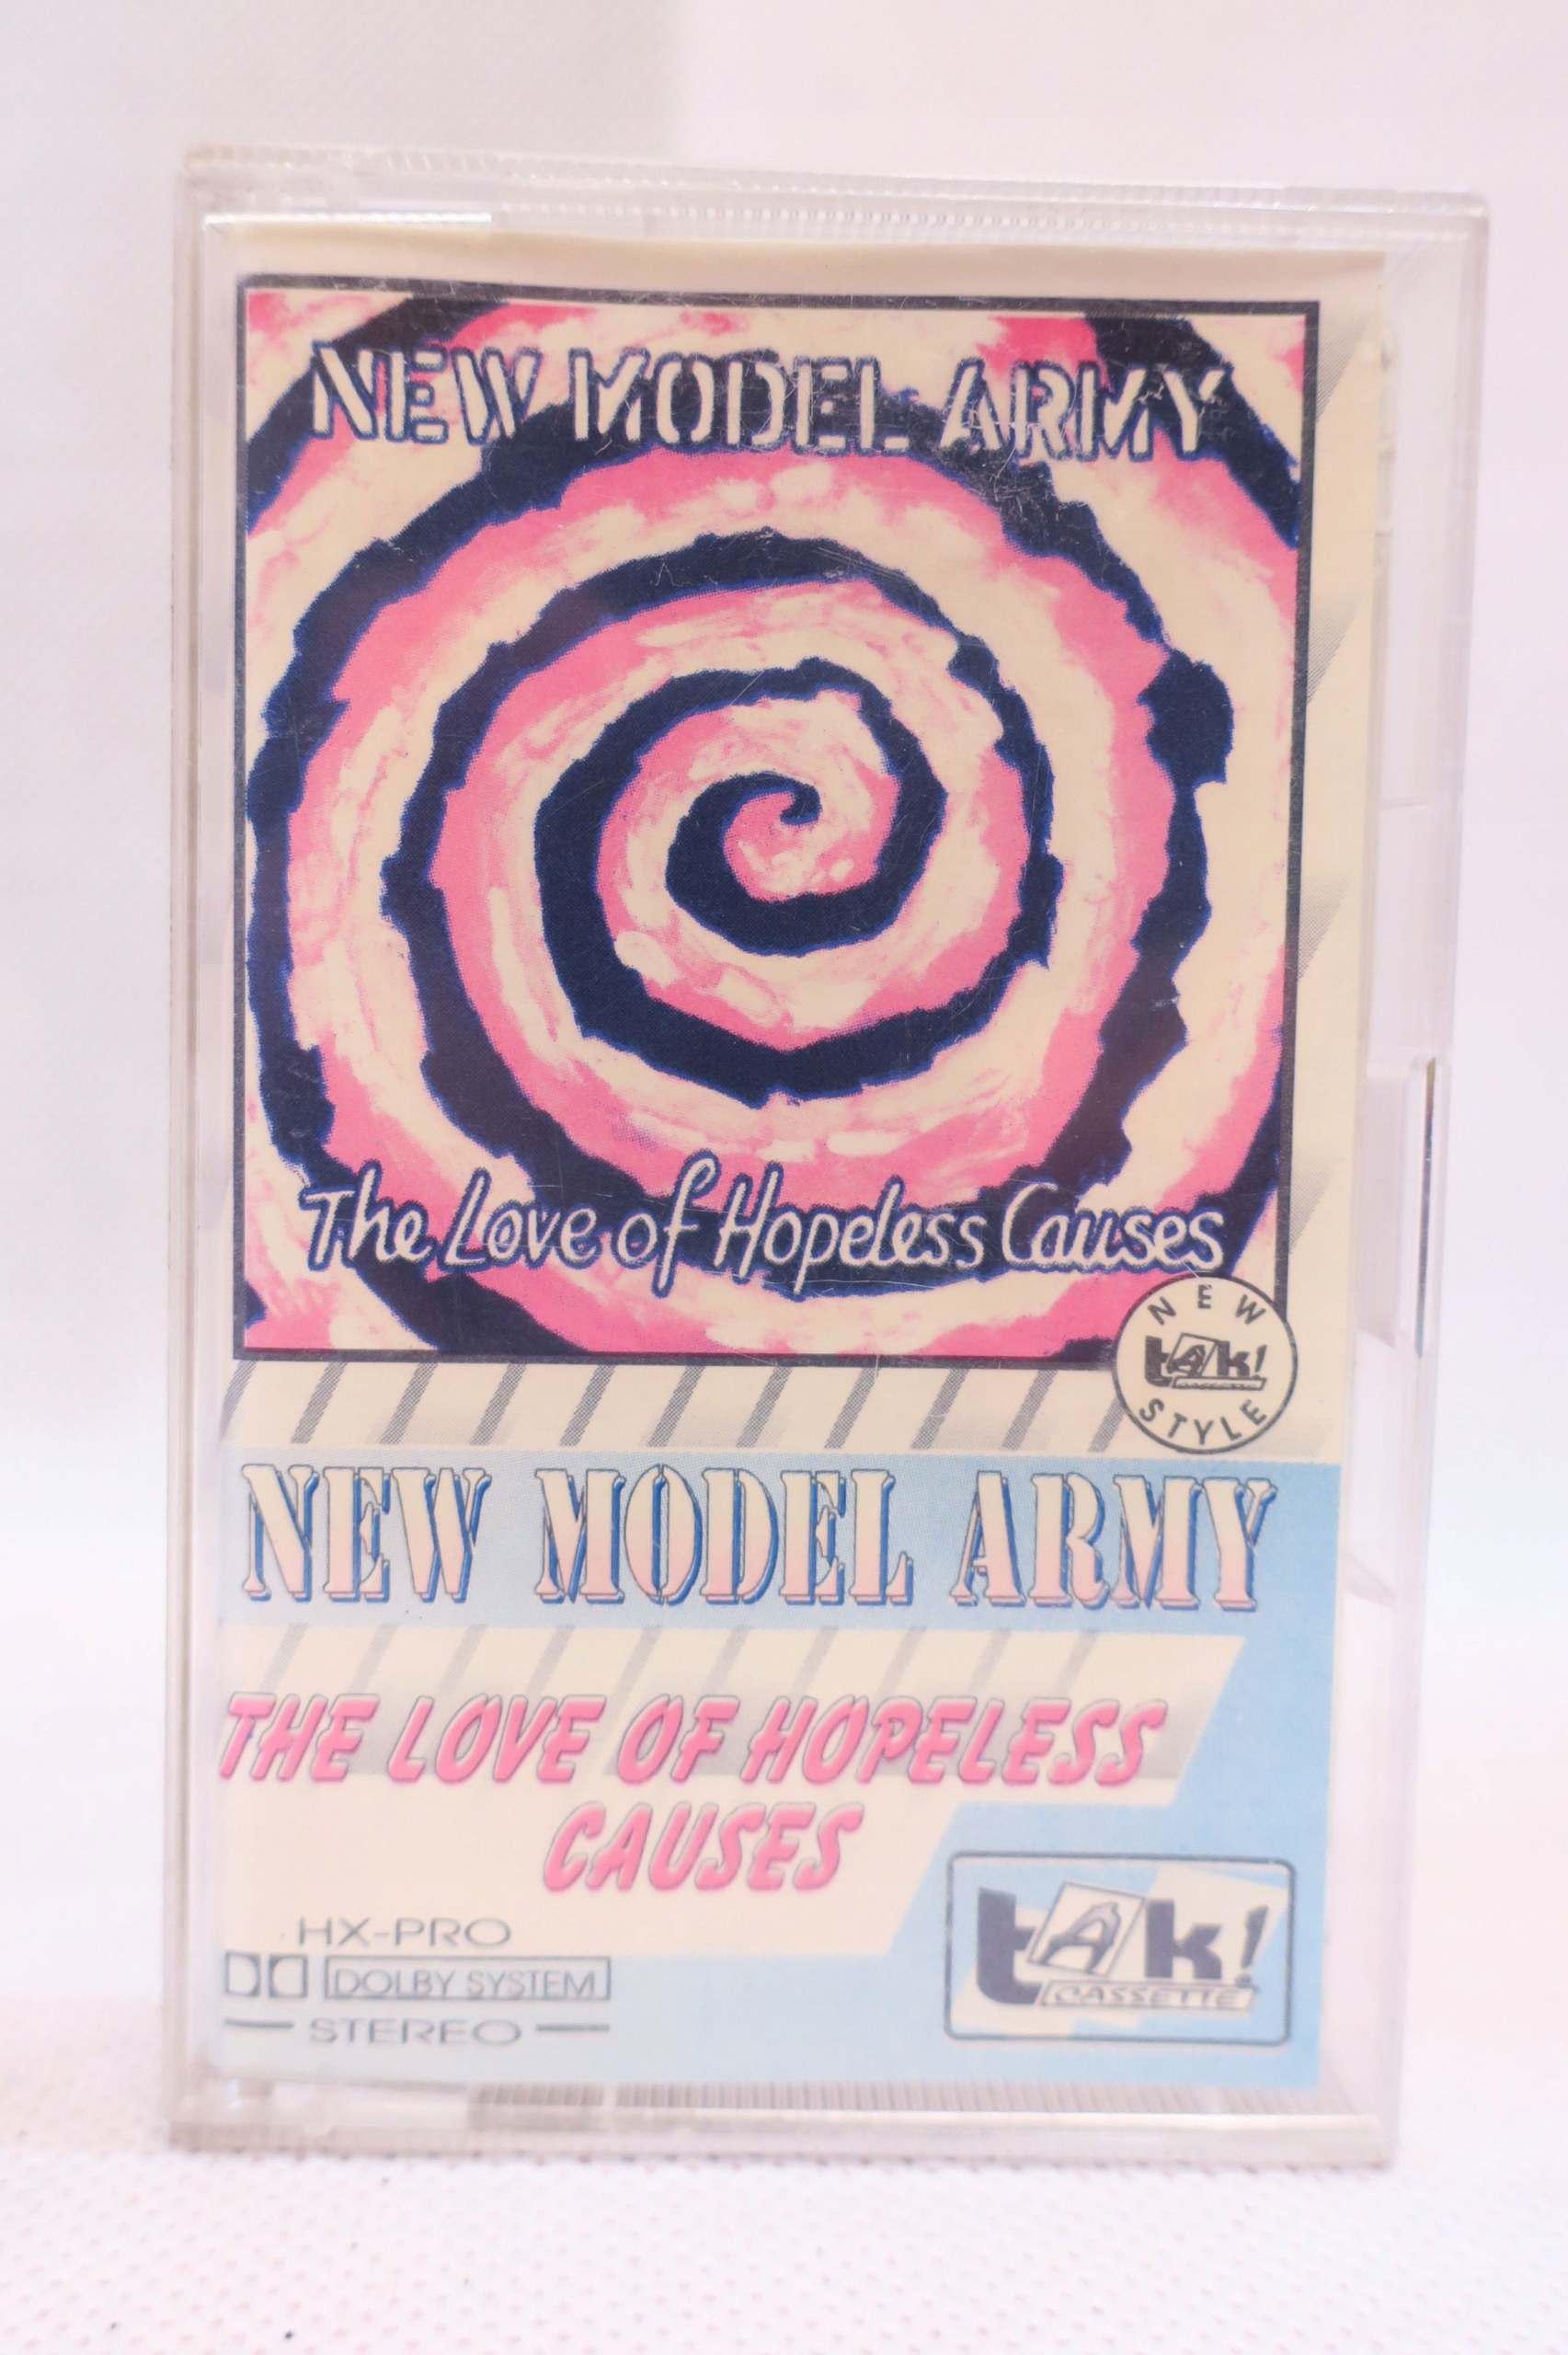 NEW MODEL ARMY
The Love of Hopeless Causes
NEW
tAk!
CASSETTE
STYLE
NEW MODEL ARMY
THE LOVE OF HOPELESS
CAUSES
HX-PRO
DOLBY SYSTEM
STEREO
tAk!
CASSETTE